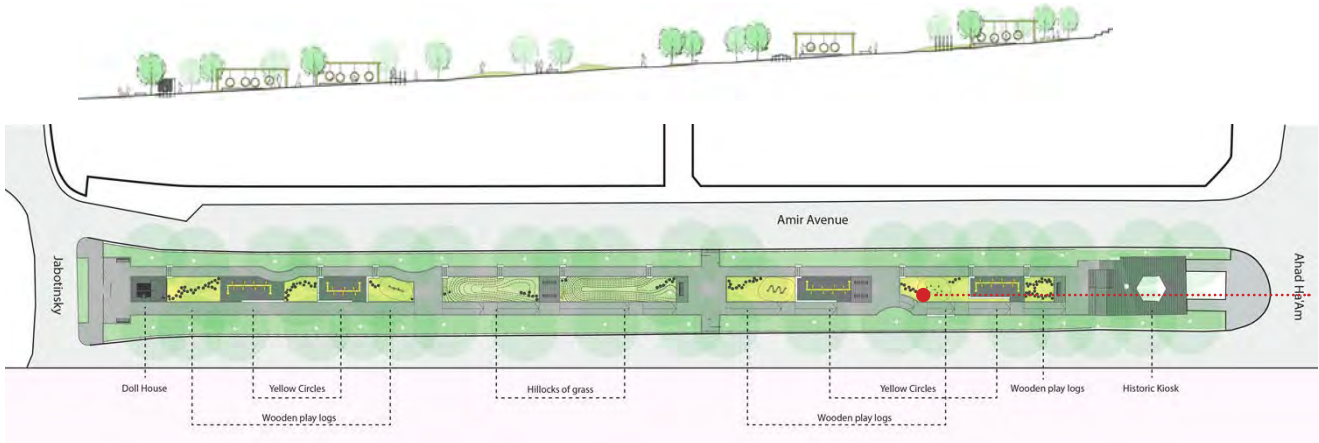 Amir Avenue
Jabotinsky
Ahad Ha'Am
Doll House
Yellow Circles
Hillocks of grass
Yellow Circles
Wooden play logs
Historic Kiosk
Wooden play logs
Wooden play logs